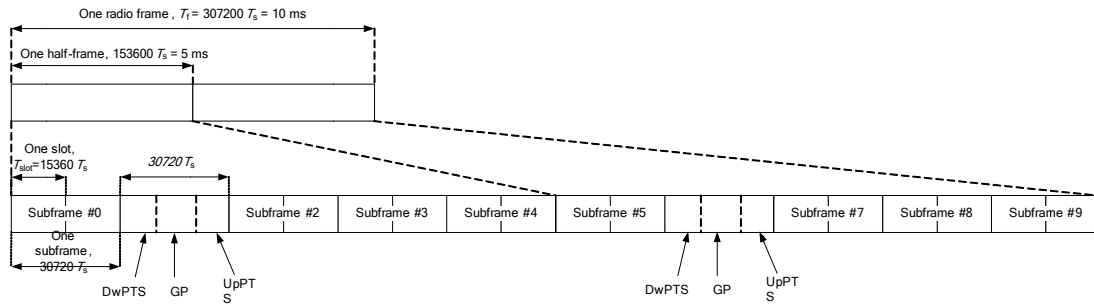 One radio frame , Tf = 307200 Ts = 10 ms
One half-frame, 153600 Ts = 5 ms
One slot,
Tslot=15360 Ts
30720Ts
Subframe #0
Subframe #2
Subframe #3
Subframe #4
Subframe #5
Subframe #7
Subframe #8
Subframe #9
One
subframe ,
30720 Ts
DwPTS
GP
UpPT
S
DwPTS
GP
UpPT
S